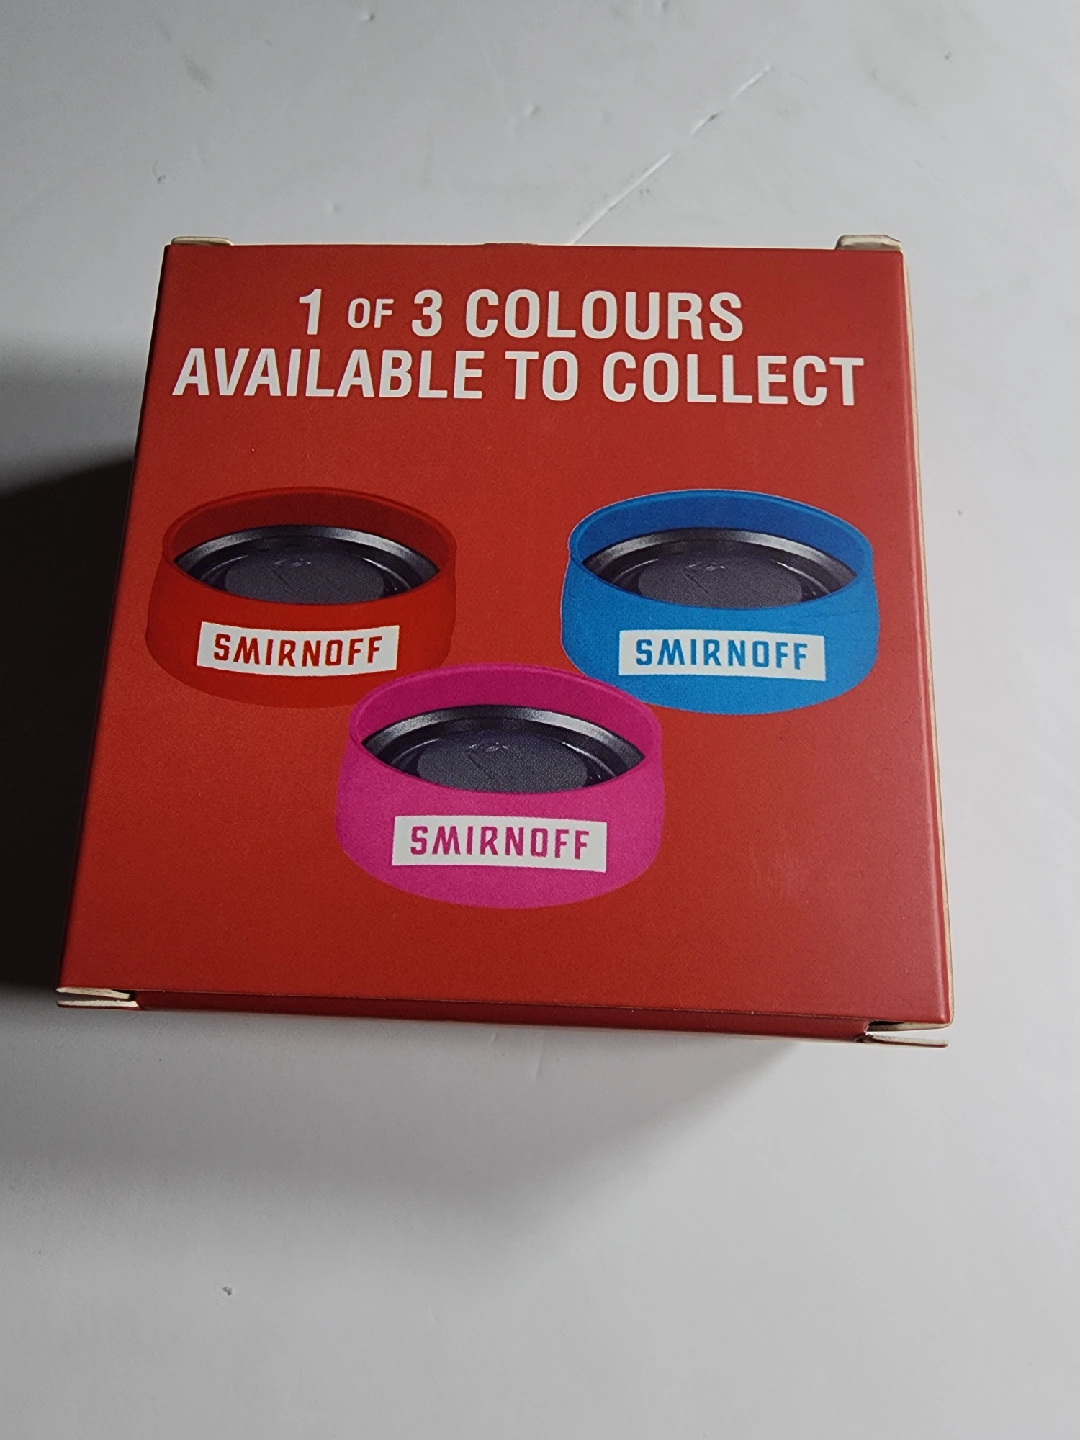 1 OF 3 COLOURS
AVAILABLE TO COLLECT
SMIRNOFF
SMIRNOFF
SMIRNOFF